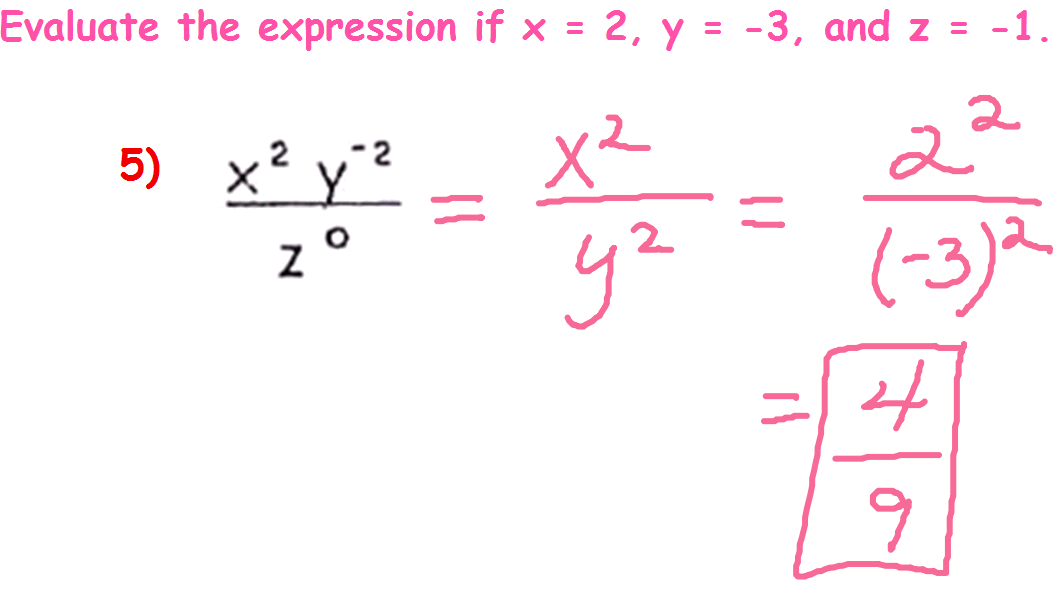 Evaluate the expression if x = 2, y = -3, and z = -1.
5) x² y⁻² / z⁰ = x² / y² = 2² / (-3)²
= 4 / 9